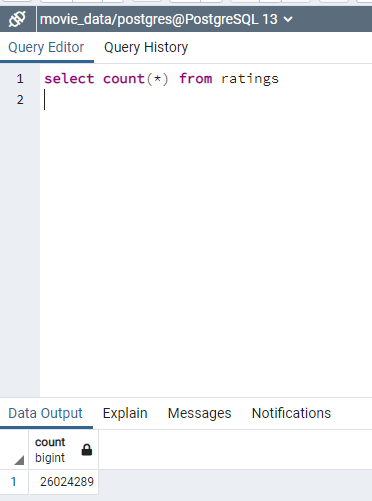 movie_data/postgres@PostgreSQL 13
Query Editor Query History
1 select count(*) from ratings
2
Data Output Explain Messages Notifications
count
bigint
1 26024289